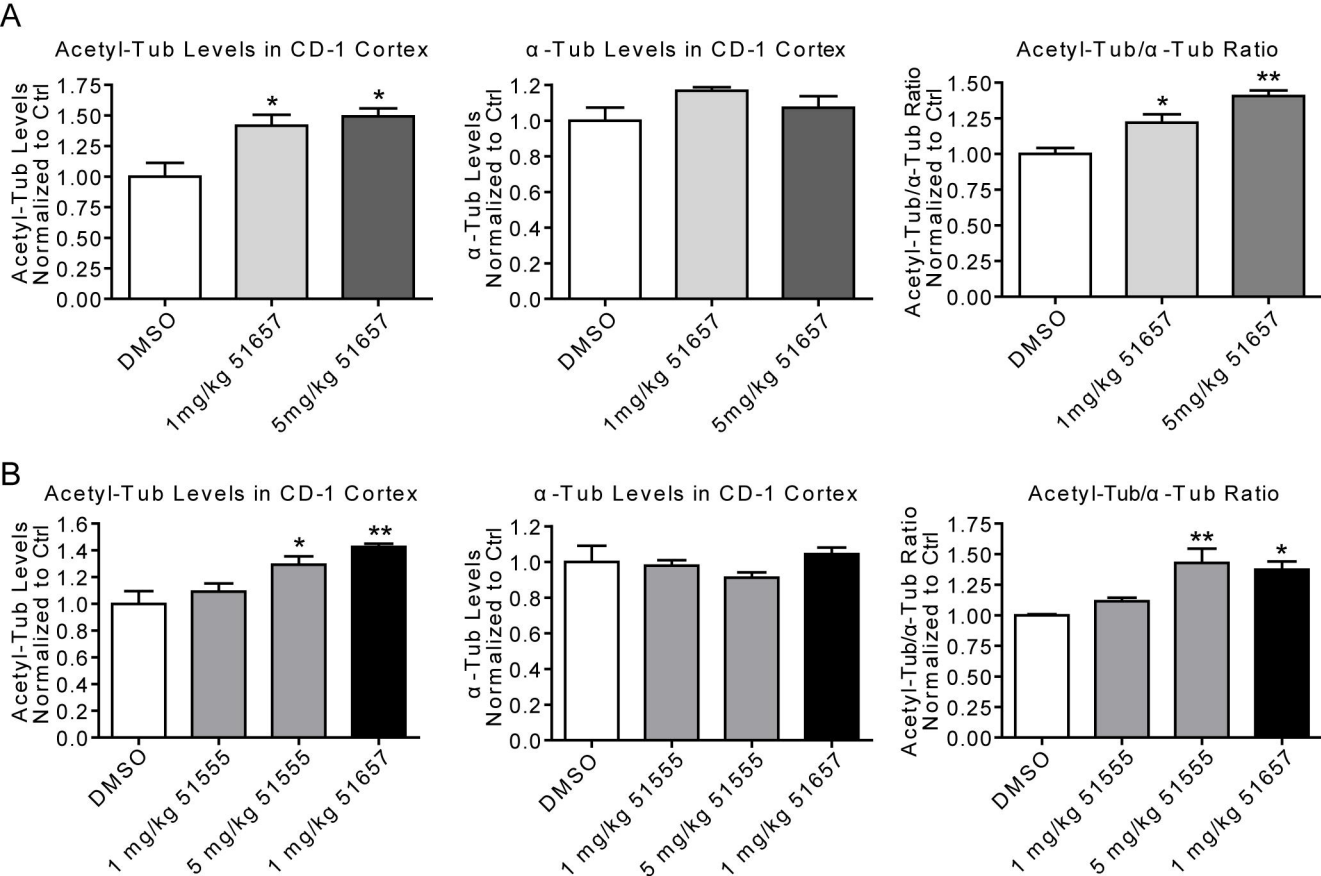 A
Acetyl-Tub Levels in CD-1 Cortex
Acetyl-Tub Levels
Normalized to Ctrl
1.75
1.50
1.25
1.00
0.75
0.50
0.25
0.00
*
*
DMSO
1mg/kg 51657
5mg/kg 51657
α-Tub Levels in CD-1 Cortex
α-Tub Levels
Normalized to Ctrl
1.2
1.0
0.8
0.6
0.4
0.2
0.0
DMSO
1mg/kg 51657
5mg/kg 51657
Acetyl-Tub/α-Tub Ratio
Acetyl-Tub/α-Tub Ratio
Normalized to Ctrl
1.50
1.25
1.00
0.75
0.50
0.25
0.00
*
**
DMSO
1mg/kg 51657
5mg/kg 51657
B
Acetyl-Tub Levels in CD-1 Cortex
Acetyl-Tub Levels
Normalized to Ctrl
1.6
1.4
1.2
1.0
0.8
0.6
0.4
0.2
0.0
*
**
DMSO
1 mg/kg 51555
5 mg/kg 51555
1 mg/kg 51657
α-Tub Levels in CD-1 Cortex
α-Tub Levels
Normalized to Ctrl
1.2
1.0
0.8
0.6
0.4
0.2
0.0
DMSO
1 mg/kg 51555
5 mg/kg 51555
1 mg/kg 51657
Acetyl-Tub/α-Tub Ratio
Acetyl-Tub/α-Tub Ratio
Normalized to Ctrl
1.75
1.50
1.25
1.00
0.75
0.50
0.25
0.00
**
*
DMSO
1 mg/kg 51555
5 mg/kg 51555
1 mg/kg 51657